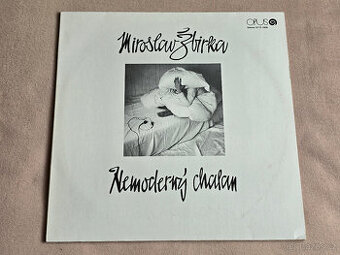 OPUS
Miroslav Žbirka
Nemoderný chalan